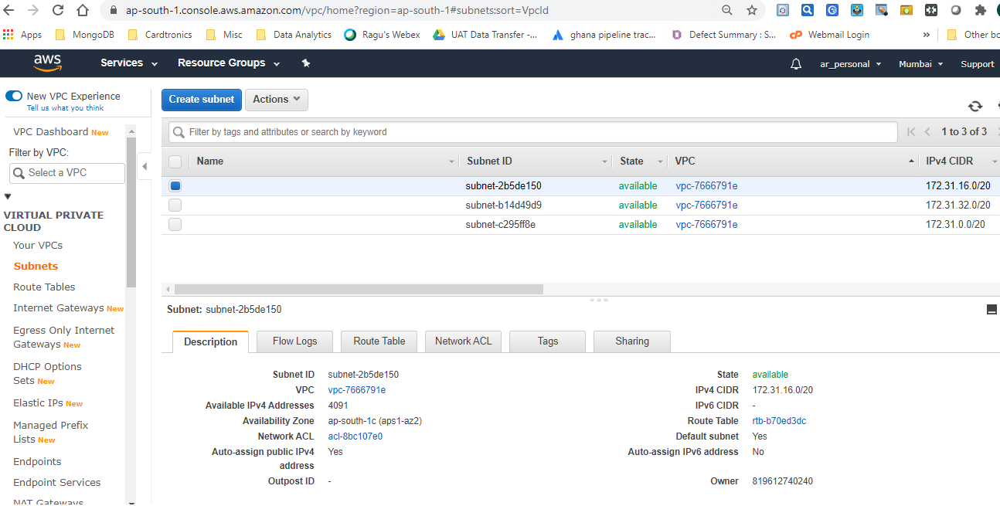 ap-south-1.console.aws.amazon.com/vpc/home?region=ap-south-1#subnets:sort=VpcId
Apps MongoDB Cardtronics Misc Data Analytics Ragu's Webex UAT Data Transfer -... ghana pipeline trac... Defect Summary : S... cP Webmail Login » Other bo
aws Services Resource Groups ar_personal Mumbai Support
New VPC Experience
Tell us what you think
Create subnet Actions
VPC Dashboard New
Filter by tags and attributes or search by keyword
1 to 3 of 3
Filter by VPC:
Select a VPC
Name Subnet ID State VPC IPv4 CIDR
subnet-2b5de150 available vpc-7666791e 172.31.16.0/20
subnet-b14d49d9 available vpc-7666791e 172.31.32.0/20
subnet-c295ff8e available vpc-7666791e 172.31.0.0/20
VIRTUAL PRIVATE
CLOUD
Your VPCs
Subnets
Route Tables
Internet Gateways New
Egress Only Internet
Gateways New
DHCP Options
Sets New
Elastic IPs New
Managed Prefix
Lists New
Endpoints
Endpoint Services
NAT Gateways
Subnet: subnet-2b5de150
Description Flow Logs Route Table Network ACL Tags Sharing
Subnet ID subnet-2b5de150 State available
VPC vpc-7666791e IPv4 CIDR 172.31.16.0/20
Available IPv4 Addresses 4091 IPv6 CIDR -
Availability Zone ap-south-1c (aps1-az2) Route Table rtb-b70ed3dc
Network ACL acl-8bc107e0 Default subnet Yes
Auto-assign public IPv4 Yes Auto-assign IPv6 address No
address
Outpost ID - Owner 819612740240